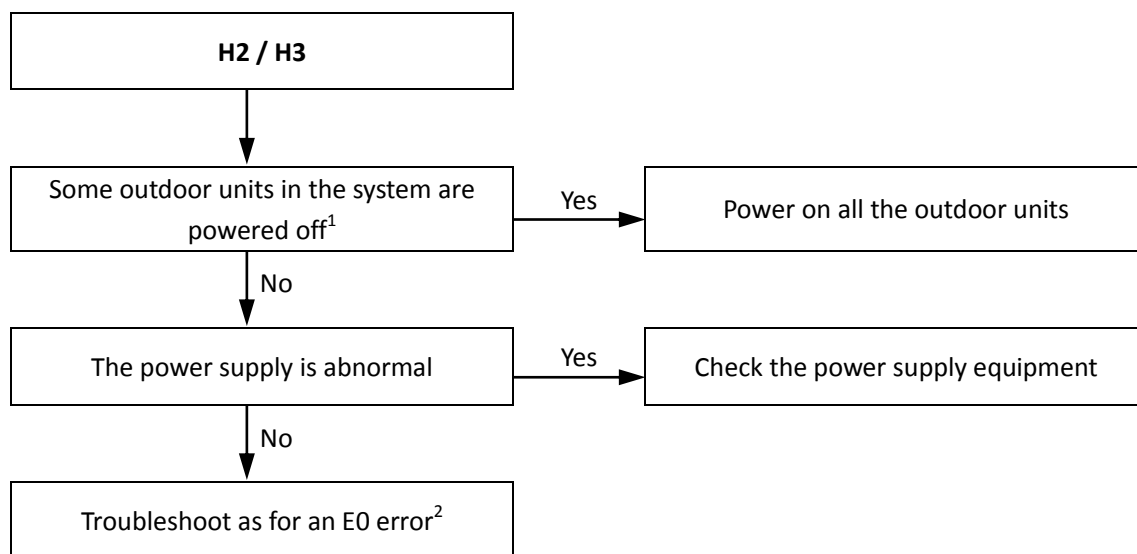 H2 / H3
Some outdoor units in the system are
powered off¹
Yes
Power on all the outdoor units
No
The power supply is abnormal
Yes
Check the power supply equipment
No
Troubleshoot as for an E0 error²